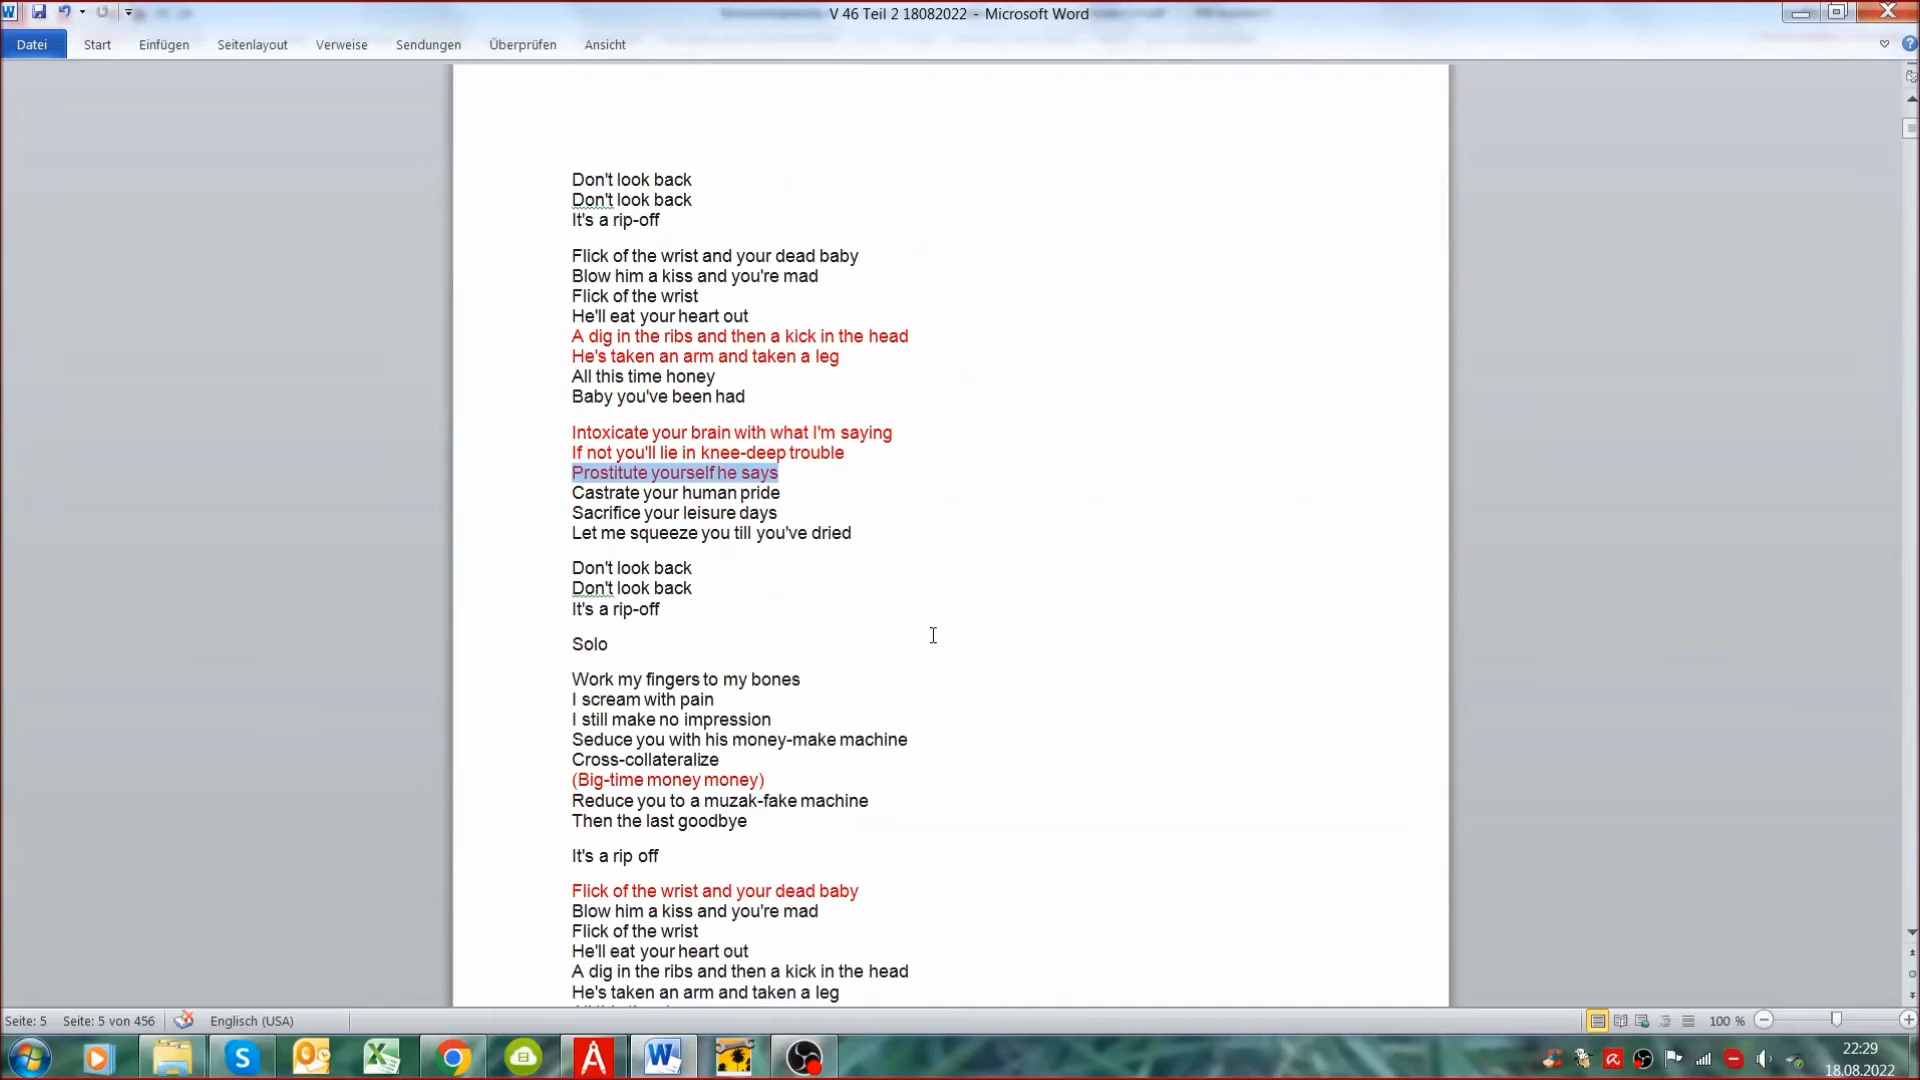 V 46 Teil 2 18082022 - Microsoft Word
Datei Start Einfügen Seitenlayout Verweise Sendungen Überprüfen Ansicht
Don't look back
Don't look back
It's a rip-off
Flick of the wrist and your dead baby
Blow him a kiss and you're mad
Flick of the wrist
He'll eat your heart out
A dig in the ribs and then a kick in the head
He's taken an arm and taken a leg
All this time honey
Baby you've been had
Intoxicate your brain with what I'm saying
If not you'll lie in knee-deep trouble
Prostitute yourself he says
Castrate your human pride
Sacrifice your leisure days
Let me squeeze you till you've dried
Don't look back
Don't look back
It's a rip-off
Solo
Work my fingers to my bones
I scream with pain
I still make no impression
Seduce you with his money-make machine
Cross-collateralize
(Big-time money money)
Reduce you to a muzak-fake machine
Then the last goodbye
It's a rip off
Flick of the wrist and your dead baby
Blow him a kiss and you're mad
Flick of the wrist
He'll eat your heart out
A dig in the ribs and then a kick in the head
He's taken an arm and taken a leg
Seite: 5 Seite: 5 von 456 Englisch (USA) 100 %
22:29
18.08.2022